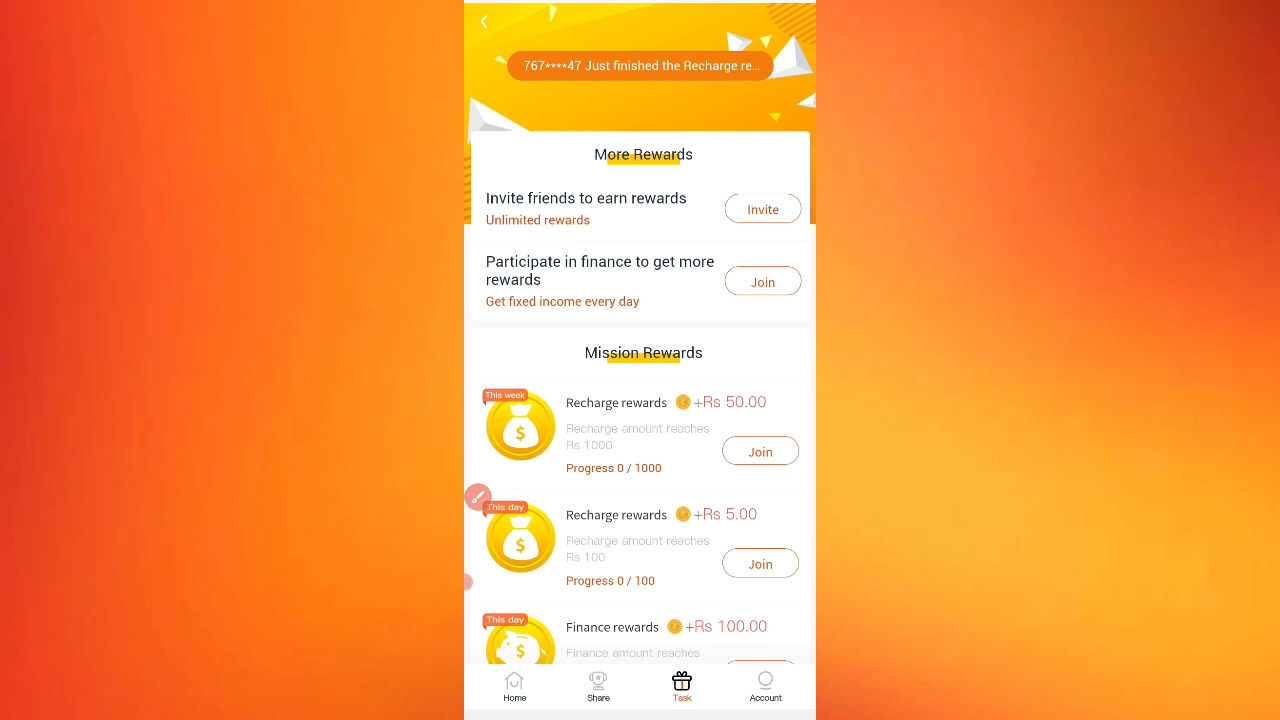 767****47 Just finished the Recharge re...
More Rewards
Invite friends to earn rewards
Unlimited rewards
Invite
Participate in finance to get more
rewards
Get fixed income every day
Join
Mission Rewards
This week
Recharge rewards +Rs 50.00
Recharge amount reaches
Rs 1000
Progress 0 / 1000
Join
This day
Recharge rewards +Rs 5.00
Recharge amount reaches
Rs 100
Progress 0 / 100
Join
This day
Finance rewards +Rs 100.00
Finance amount reaches
Home
Share
Task
Account